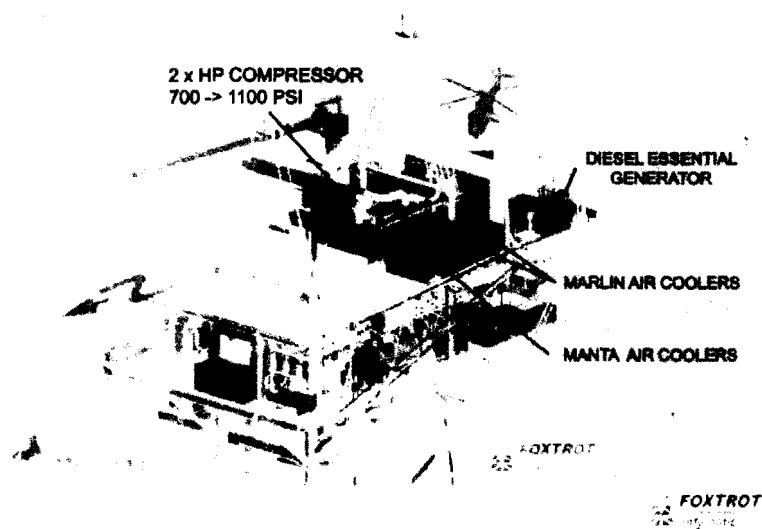 2 x HP COMPRESSOR
700 -> 1100 PSI
DIESEL ESSENTIAL
GENERATOR
MARLIN AIR COOLERS
MANTA AIR COOLERS
FOXTROT
FOXTROT